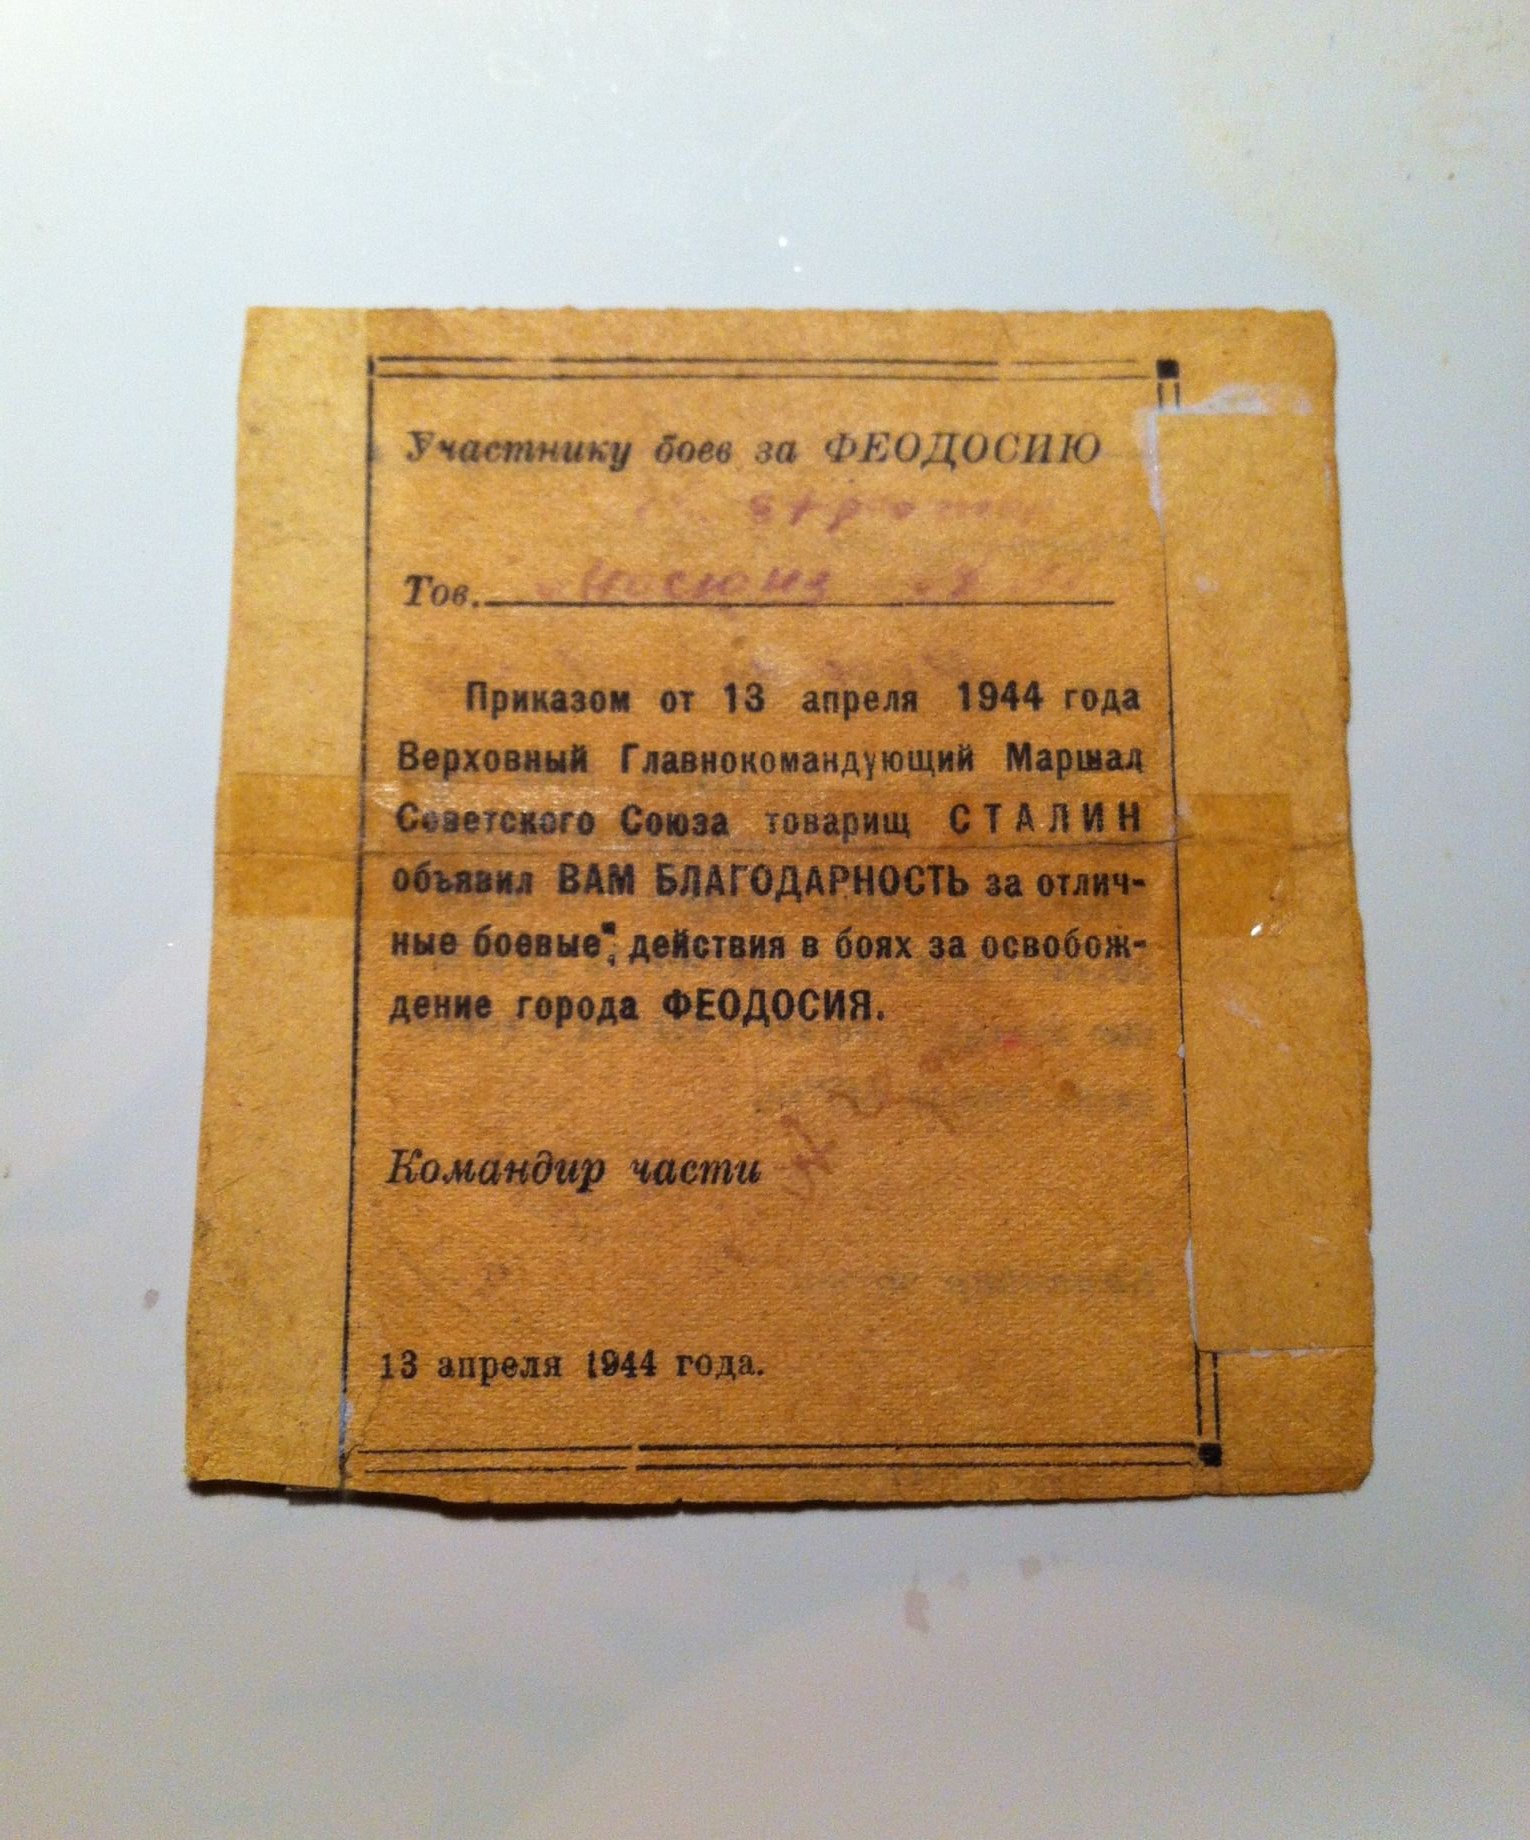 Участнику боев за ФЕОДОСИЮ
Тов.
Приказом от 13 апреля 1944 года
Верховный Главнокомандующий Маршал
Советского Союза товарищ СТАЛИН
объявил ВАМ БЛАГОДАРНОСТЬ за отлич-
ные боевые действия в боях за освобож-
дение города ФЕОДОСИЯ.
Командир части
13 апреля 1944 года.